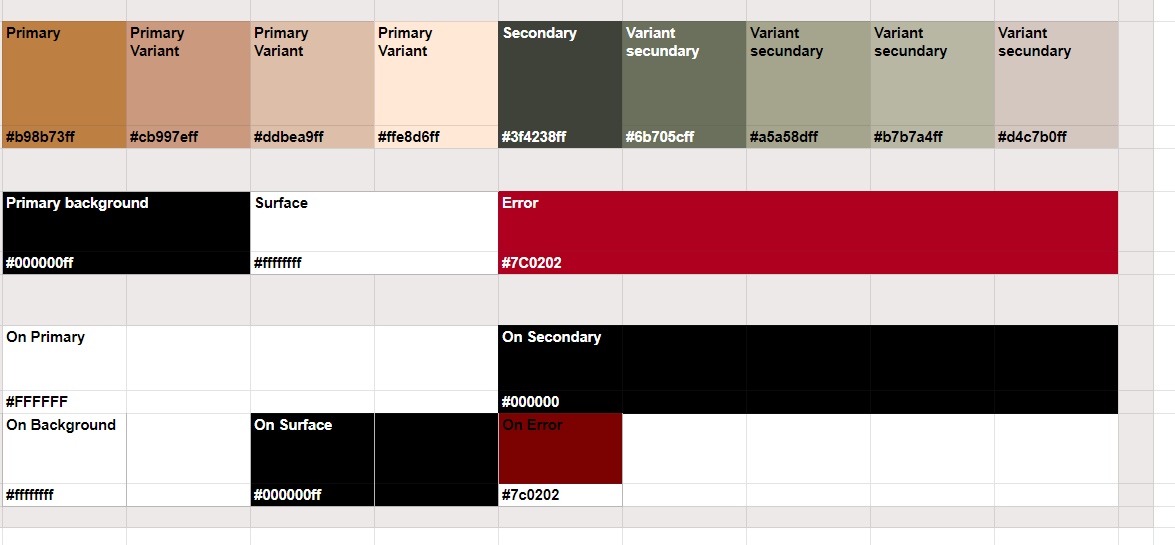 Primary
Primary
Variant
Primary
Variant
Primary
Variant
Secondary
Variant
secundary
Variant
secundary
Variant
secundary
Variant
secundary
#b98b73ff
#cb997eff
#ddbea9ff
#ffe8d6ff
#3f4238ff
#6b705cff
#a5a58dff
#b7b7a4ff
#d4c7b0ff
Primary background
Surface
Error
#000000ff
#ffffffff
#7C0202
On Primary
On Secondary
#FFFFFF
#000000
On Background
On Surface
On Error
#ffffffff
#000000ff
#7c0202